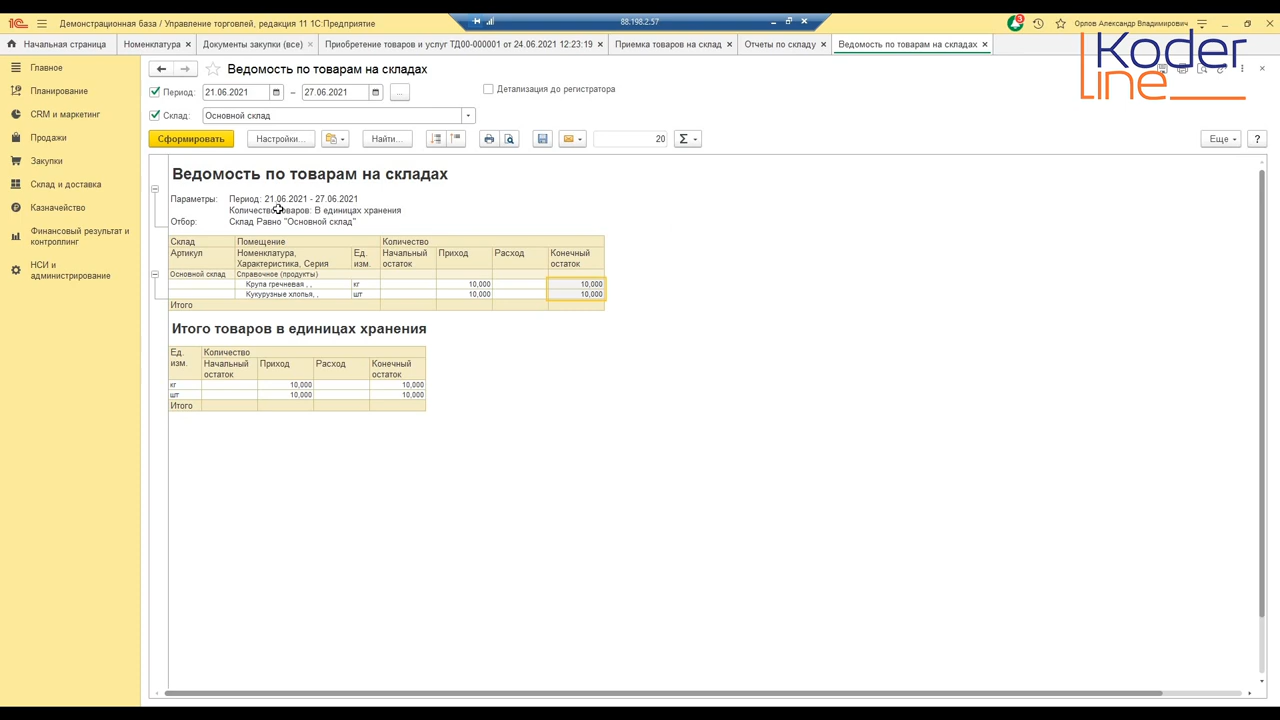 Демонстрационная база / Управление торговлей, редакция 11 1С:Предприятие
88.198.2.57
3
Орлов Александр Владимирович
Начальная страница
Номенклатура
Документы закупки (все)
Приобретение товаров и услуг ТД00-000001 от 24.06.2021 12:23:19
Приемка товаров на склад
Отчеты по складу
Ведомость по товарам на складах
Koder
line
Главное
Планирование
CRM и маркетинг
Продажи
Закупки
Склад и доставка
Казначейство
Финансовый результат и
контроллинг
НСИ и
администрирование
Ведомость по товарам на складах
Период: 21.06.2021 – 27.06.2021 ...
Детализация до регистратора
Склад: Основной склад
Сформировать Настройки... Найти... 20 Σ Еще ?
Ведомость по товарам на складах
Параметры: Период: 21.06.2021 - 27.06.2021
Количество товаров: В единицах хранения
Отбор: Склад Равно "Основной склад"
Склад Помещение Количество
Артикул Номенклатура, Ед. Начальный Приход Расход Конечный
Характеристика, Серия изм. остаток остаток
Основной склад Справочное (продукты)
Крупа гречневая , , кг 10,000 10,000
Кукурузные хлопья, , шт 10,000 10,000
Итого
Итого товаров в единицах хранения
Ед. Количество
изм. Начальный Приход Расход Конечный
остаток остаток
кг 10,000 10,000
шт 10,000 10,000
Итого